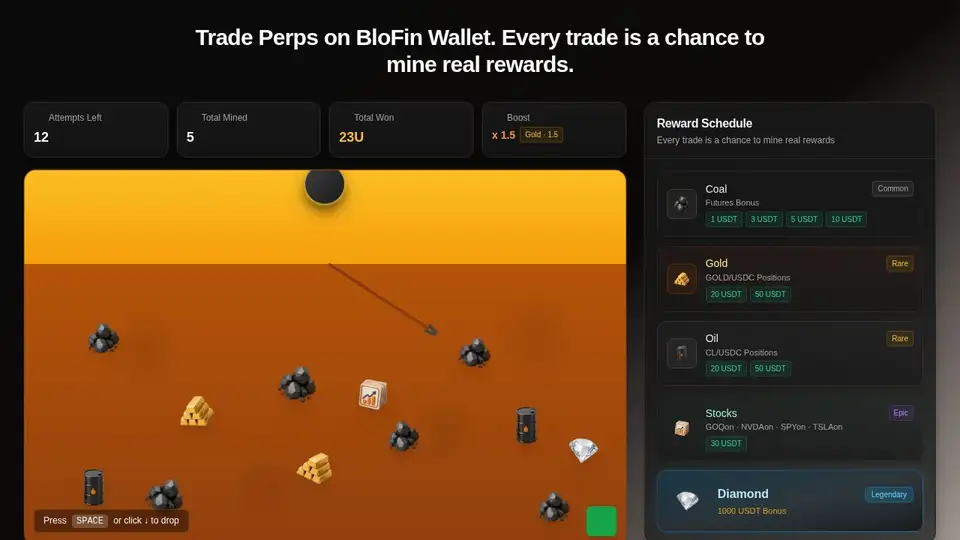 Trade Perps on BloFin Wallet. Every trade is a chance to
mine real rewards.
Attempts Left
12
Total Mined
5
Total Won
23U
Boost
x 1.5 Gold · 1.5
Press SPACE or click ↓ to drop
Reward Schedule
Every trade is a chance to mine real rewards
Coal
Common
Futures Bonus
1 USDT 3 USDT 5 USDT 10 USDT
Gold
Rare
GOLD/USDC Positions
20 USDT 50 USDT
Oil
Rare
CL/USDC Positions
20 USDT 50 USDT
Stocks
Epic
GOQon · NVDAon · SPYon · TSLAon
30 USDT
Diamond
Legendary
1000 USDT Bonus